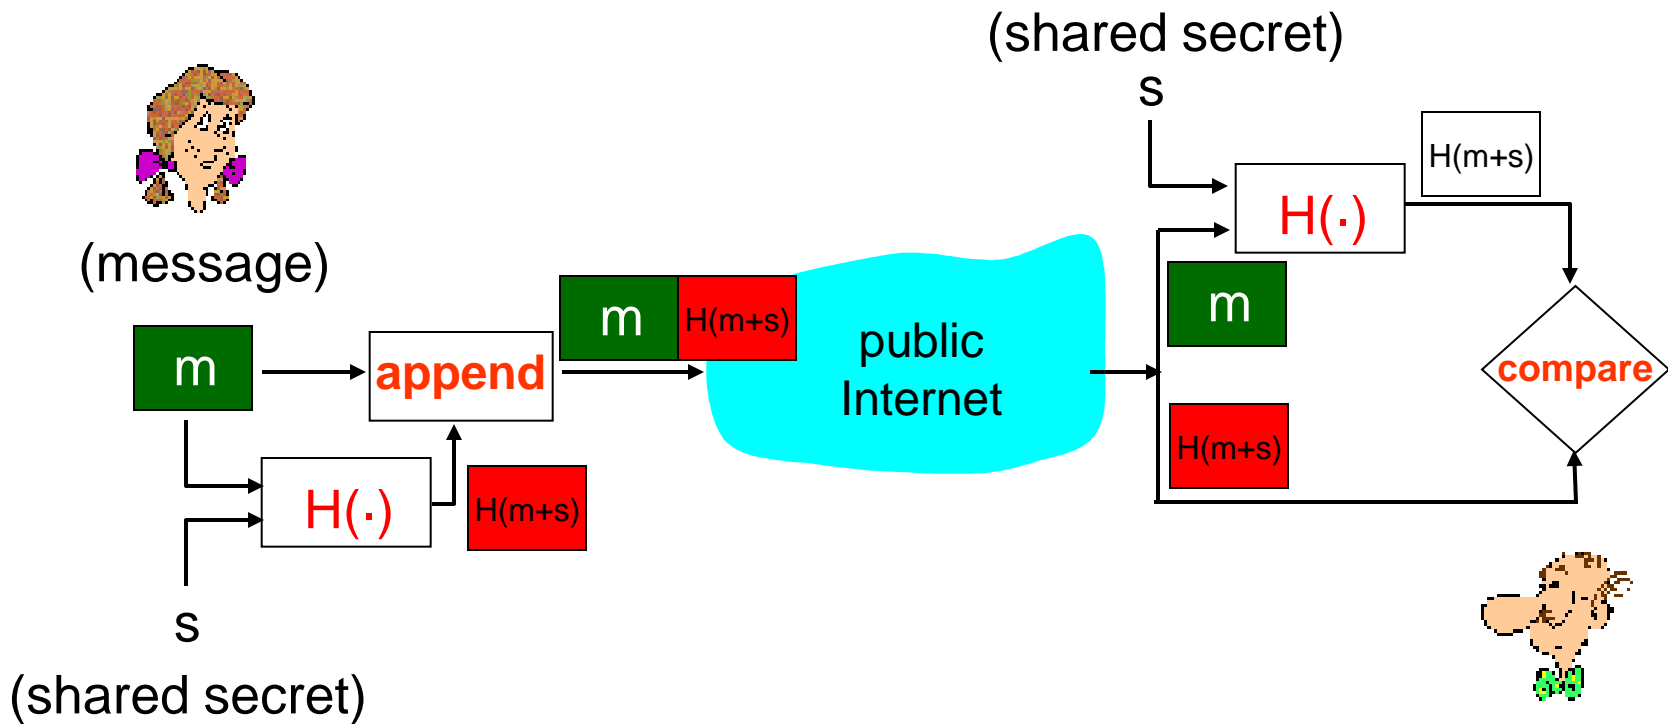 (shared secret)
s
H(m+s)
H(·)
(message)
m
append
m
H(m+s)
public
Internet
m
compare
H(m+s)
H(·)
H(m+s)
s
(shared secret)